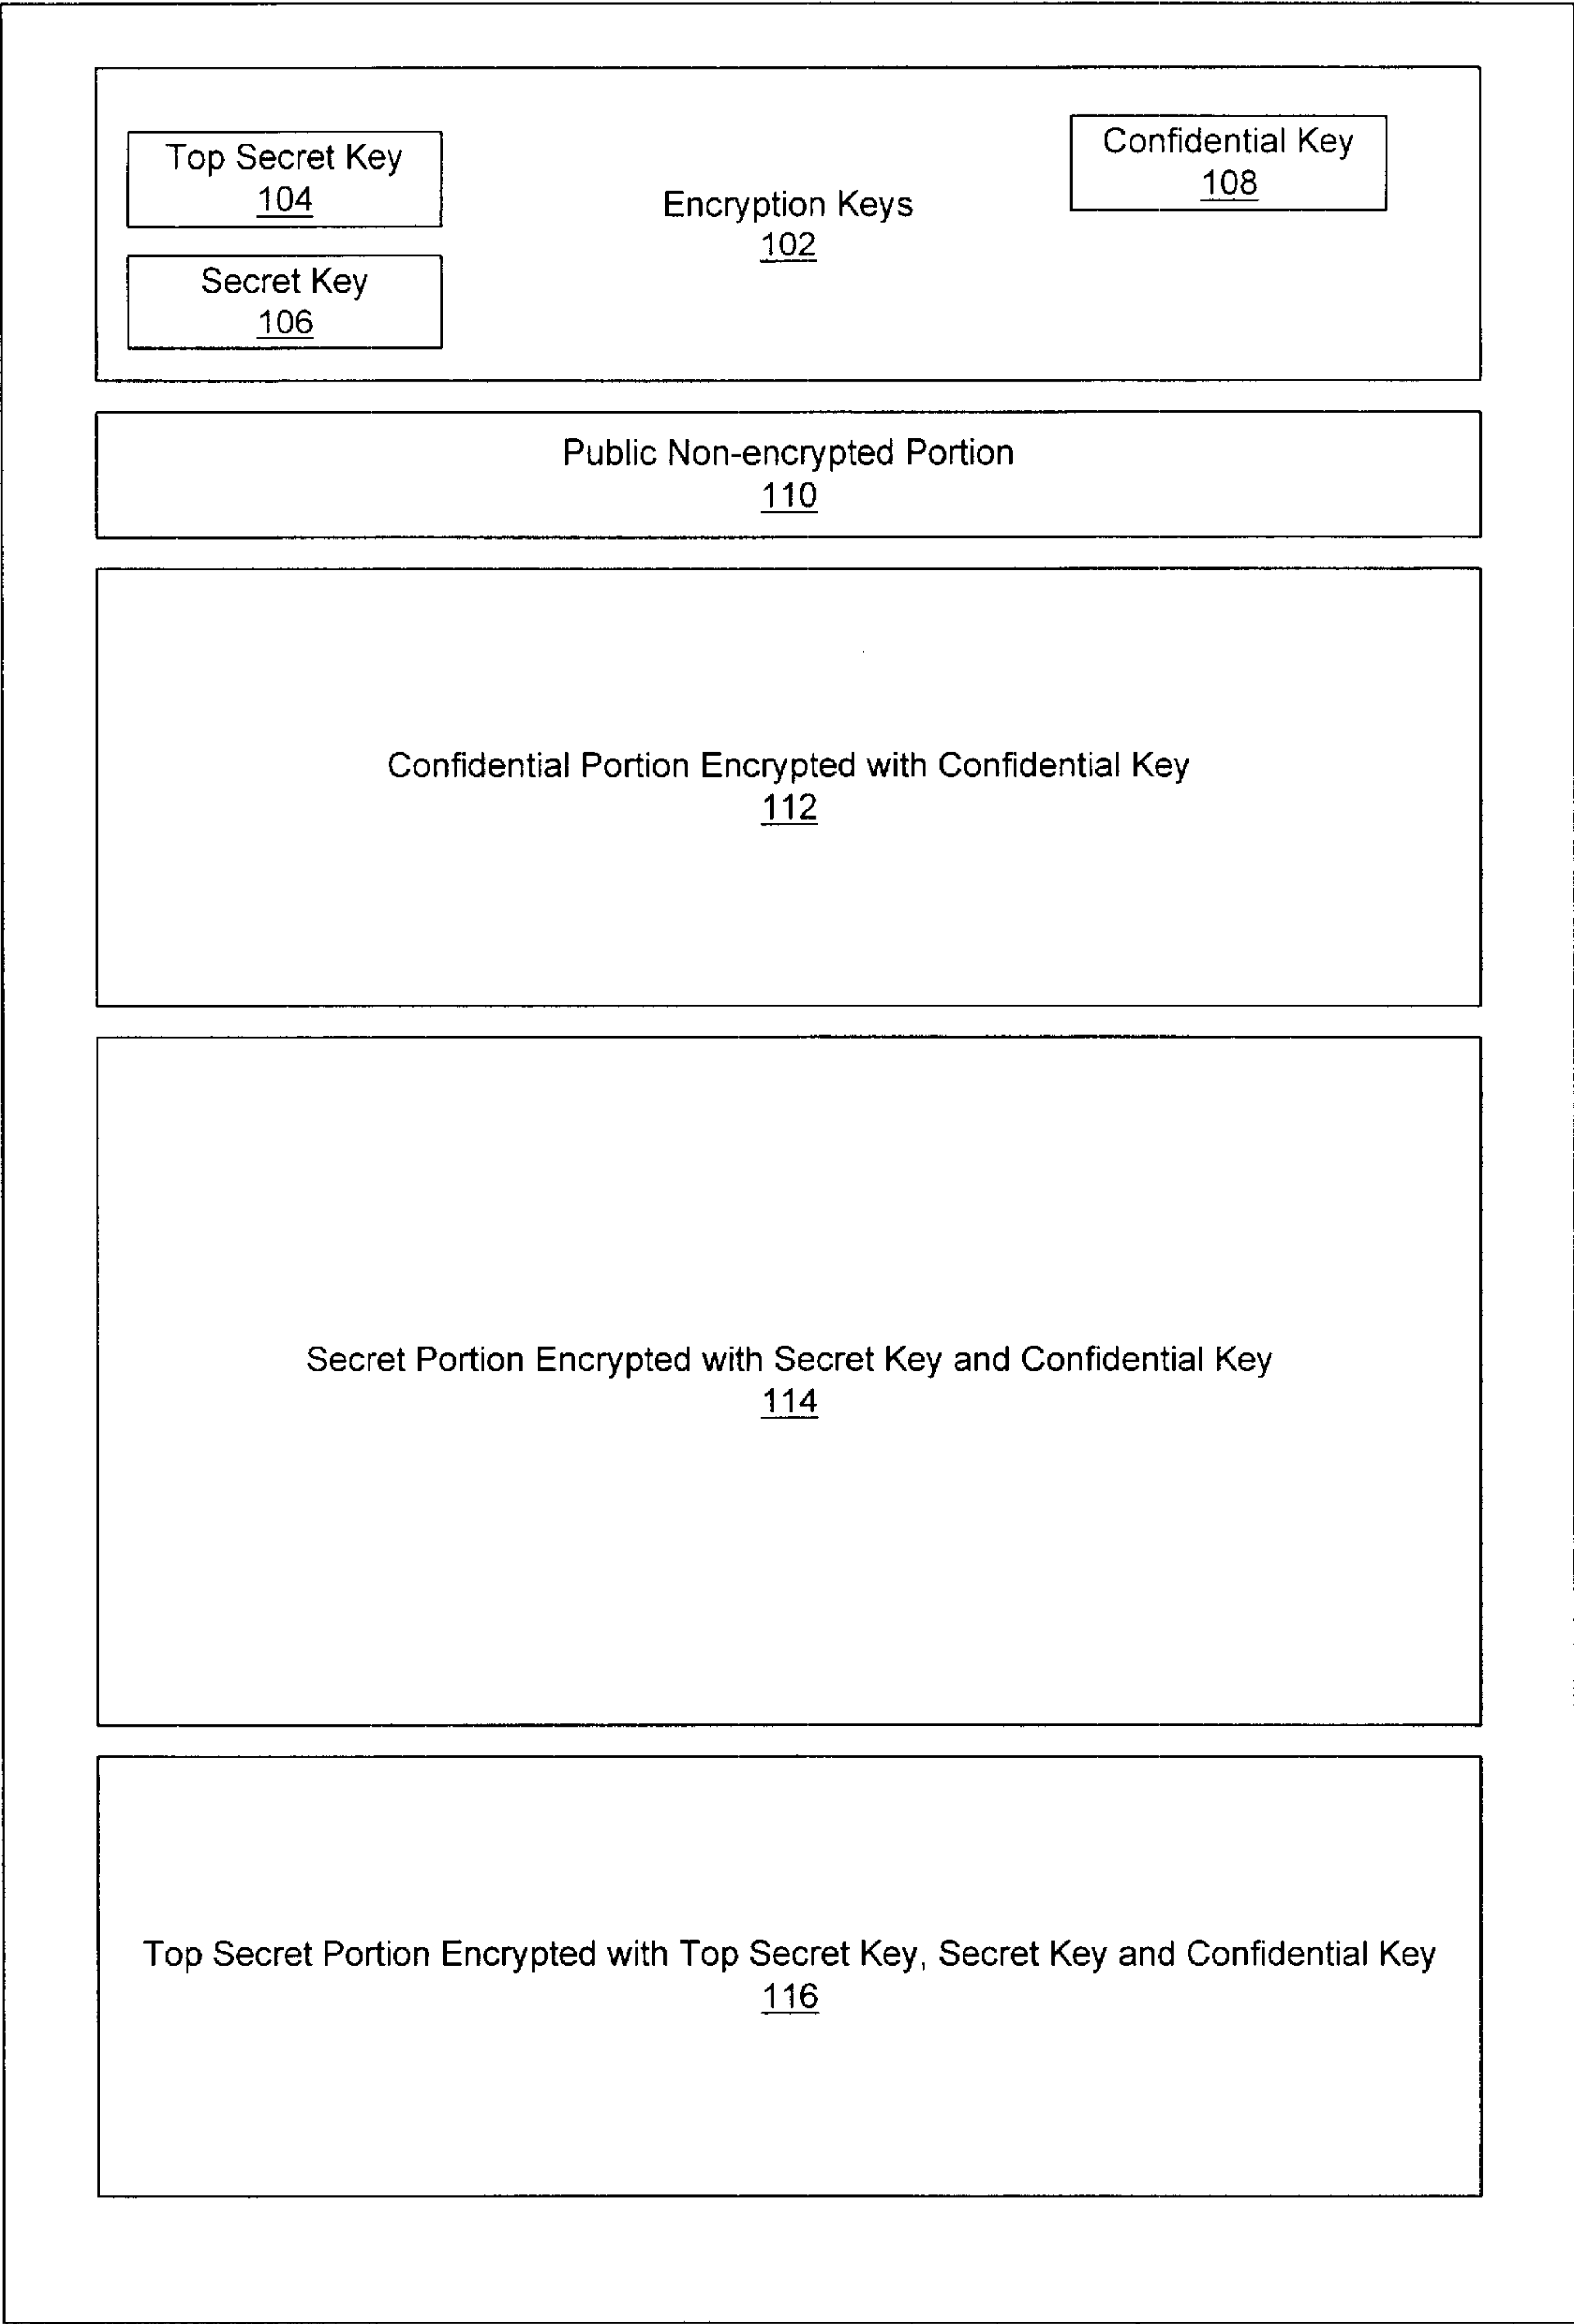 Top Secret Key
104
Secret Key
106
Encryption Keys
102
Confidential Key
108
Public Non-encrypted Portion
110
Confidential Portion Encrypted with Confidential Key
112
Secret Portion Encrypted with Secret Key and Confidential Key
114
Top Secret Portion Encrypted with Top Secret Key, Secret Key and Confidential Key
116